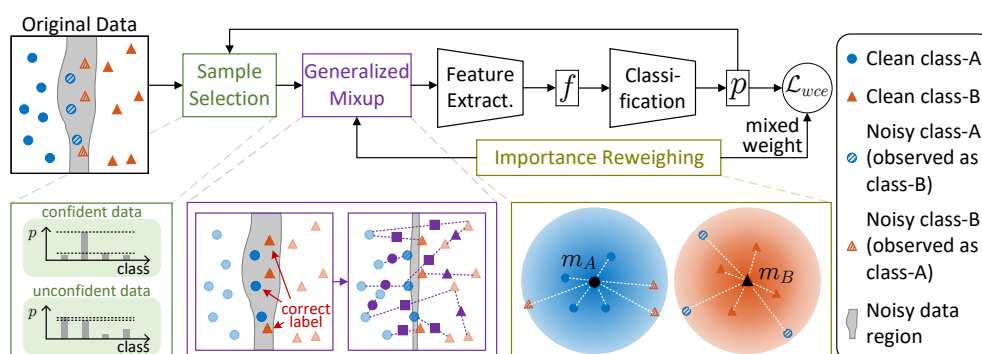 Original Data
Sample
Selection
Generalized
Mixup
Feature
Extract.
f
Classi-
fication
p
ℒwce
mixed
weight
Importance Reweighing
confident data
p
class
unconfident data
p
class
correct
label
mA
mB
Clean class-A
Clean class-B
Noisy class-A
(observed as
class-B)
Noisy class-B
(observed as
class-A)
Noisy data
region